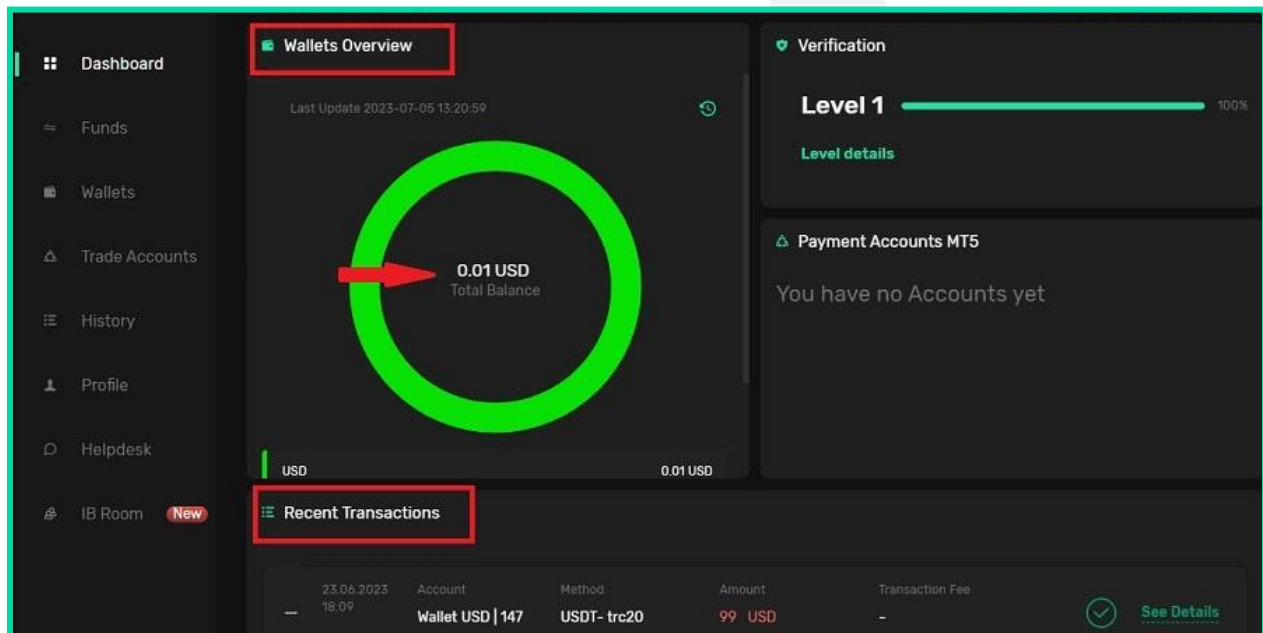 Dashboard
Funds
Wallets
Trade Accounts
History
Profile
Helpdesk
IB Room New
Wallets Overview
Last Update 2023-07-05 13:20:59
0.01 USD
Total Balance
USD 0.01 USD
Verification
Level 1 100%
Level details
Payment Accounts MT5
You have no Accounts yet
Recent Transactions
23.06.2023 Account Method Amount Transaction Fee
18:09 Wallet USD | 147 USDT- trc20 99 USD - See Details